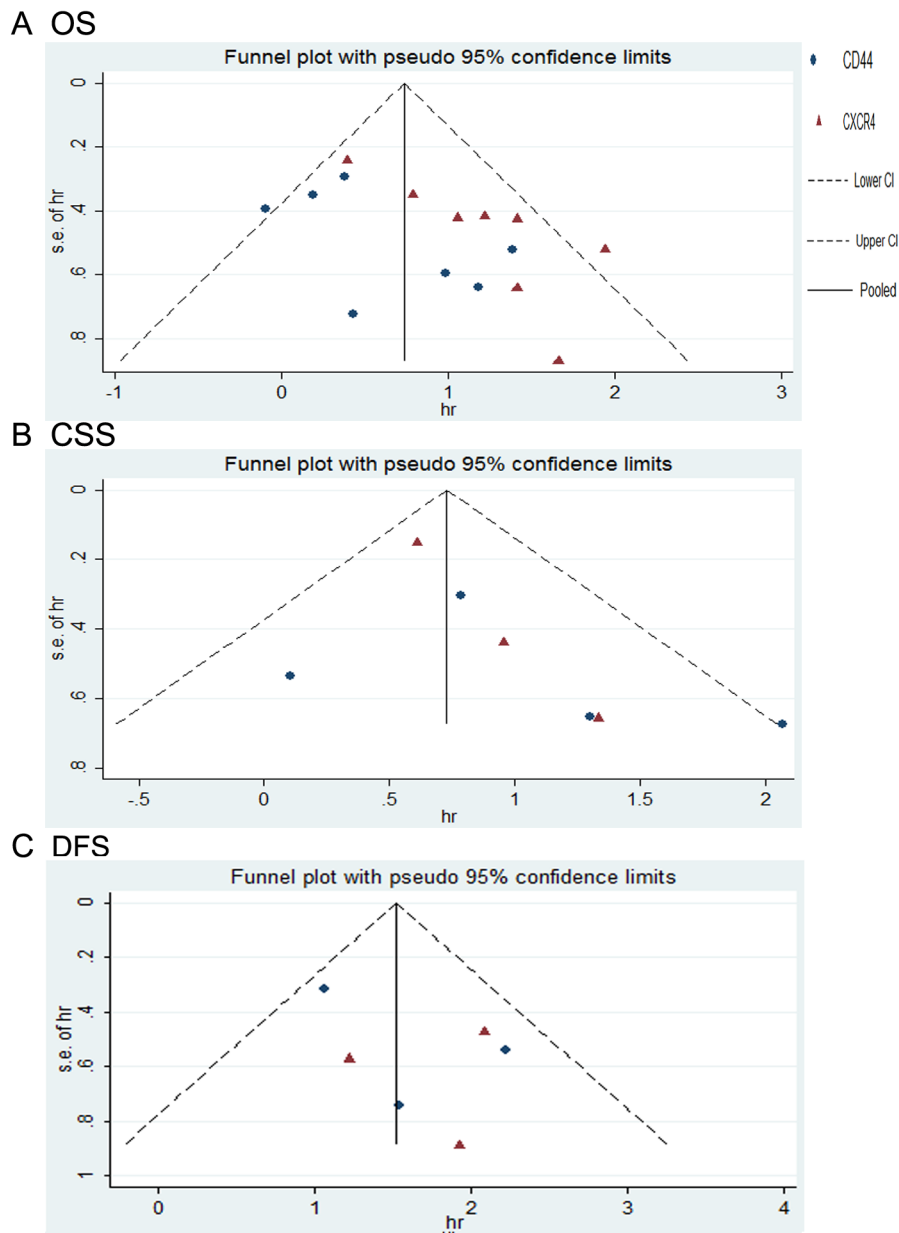 A OS
Funnel plot with pseudo 95% confidence limits
CD44
CXCR4
Lower CI
Upper CI
Pooled
s.e. of hr
0
.2
.4
.6
.8
-1
0
1
2
3
hr
B CSS
Funnel plot with pseudo 95% confidence limits
s.e. of hr
0
.2
.4
.6
.8
-.5
0
.5
1
1.5
2
hr
C DFS
Funnel plot with pseudo 95% confidence limits
s.e. of hr
0
.2
.4
.6
.8
1
0
1
2
3
4
hr